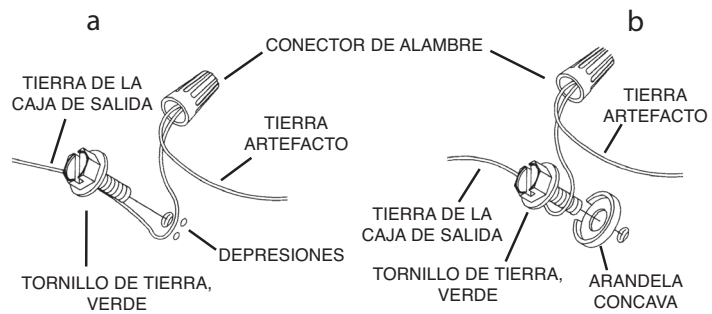 a
b
CONECTOR DE ALAMBRE
TIERRA DE LA
CAJA DE SALIDA
TIERRA
ARTEFACTO
DEPRESIONES
TORNILLO DE TIERRA,
VERDE
TIERRA
ARTEFACTO
TIERRA DE LA
CAJA DE SALIDA
TORNILLO DE TIERRA,
VERDE
ARANDELA
CONCAVA